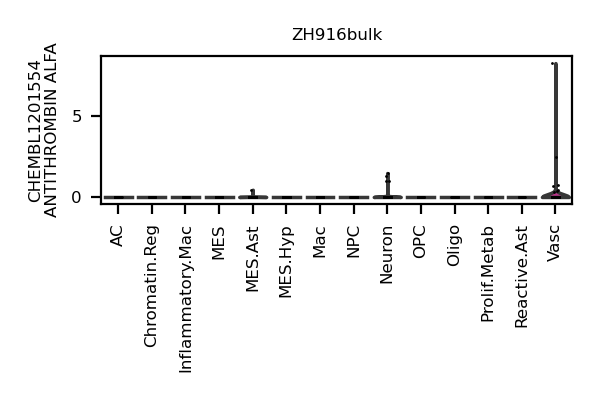 ZH916bulk
CHEMBL1201554
ANTITHROMBIN ALFA
5
0
AC
Chromatin.Reg
Inflammatory.Mac
MES
MES.Ast
MES.Hyp
Mac
NPC
Neuron
OPC
Oligo
Prolif.Metab
Reactive.Ast
Vasc